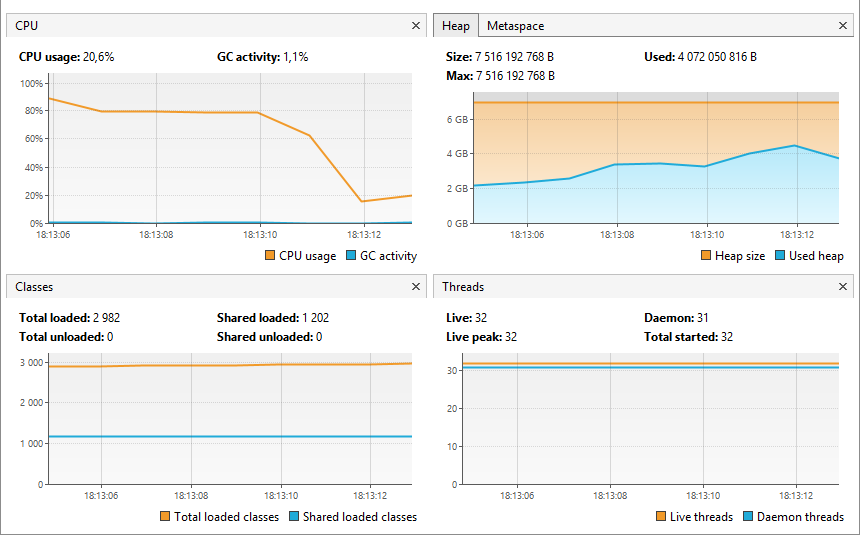 CPU
CPU usage: 20,6% GC activity: 1,1%
100%
80%
60%
40%
20%
0%
18:13:06 18:13:08 18:13:10 18:13:12
CPU usage GC activity
Heap Metaspace
Size: 7 516 192 768 B Used: 4 072 050 816 B
Max: 7 516 192 768 B
6 GB
4 GB
2 GB
0 GB
18:13:06 18:13:08 18:13:10 18:13:12
Heap size Used heap
Classes
Total loaded: 2 982 Shared loaded: 1 202
Total unloaded: 0 Shared unloaded: 0
3 000
2 000
1 000
0
18:13:06 18:13:08 18:13:10 18:13:12
Total loaded classes Shared loaded classes
Threads
Live: 32 Daemon: 31
Live peak: 32 Total started: 32
30
20
10
0
18:13:06 18:13:08 18:13:10 18:13:12
Live threads Daemon threads